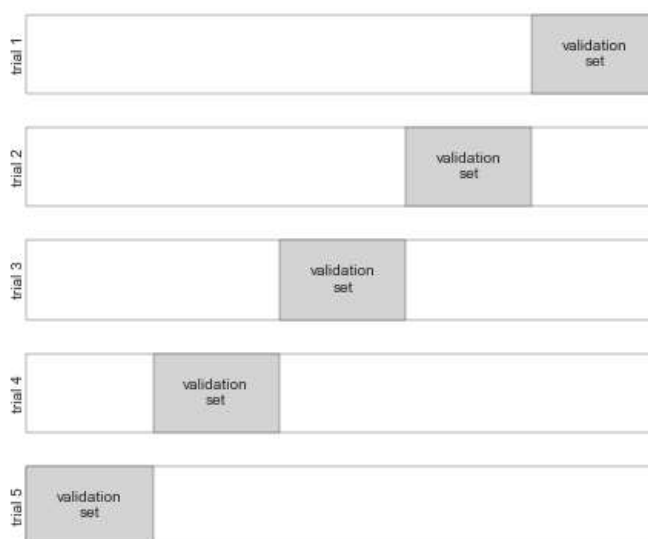 trial 1
validation
set
trial 2
validation
set
trial 3
validation
set
trial 4
validation
set
trial 5
validation
set